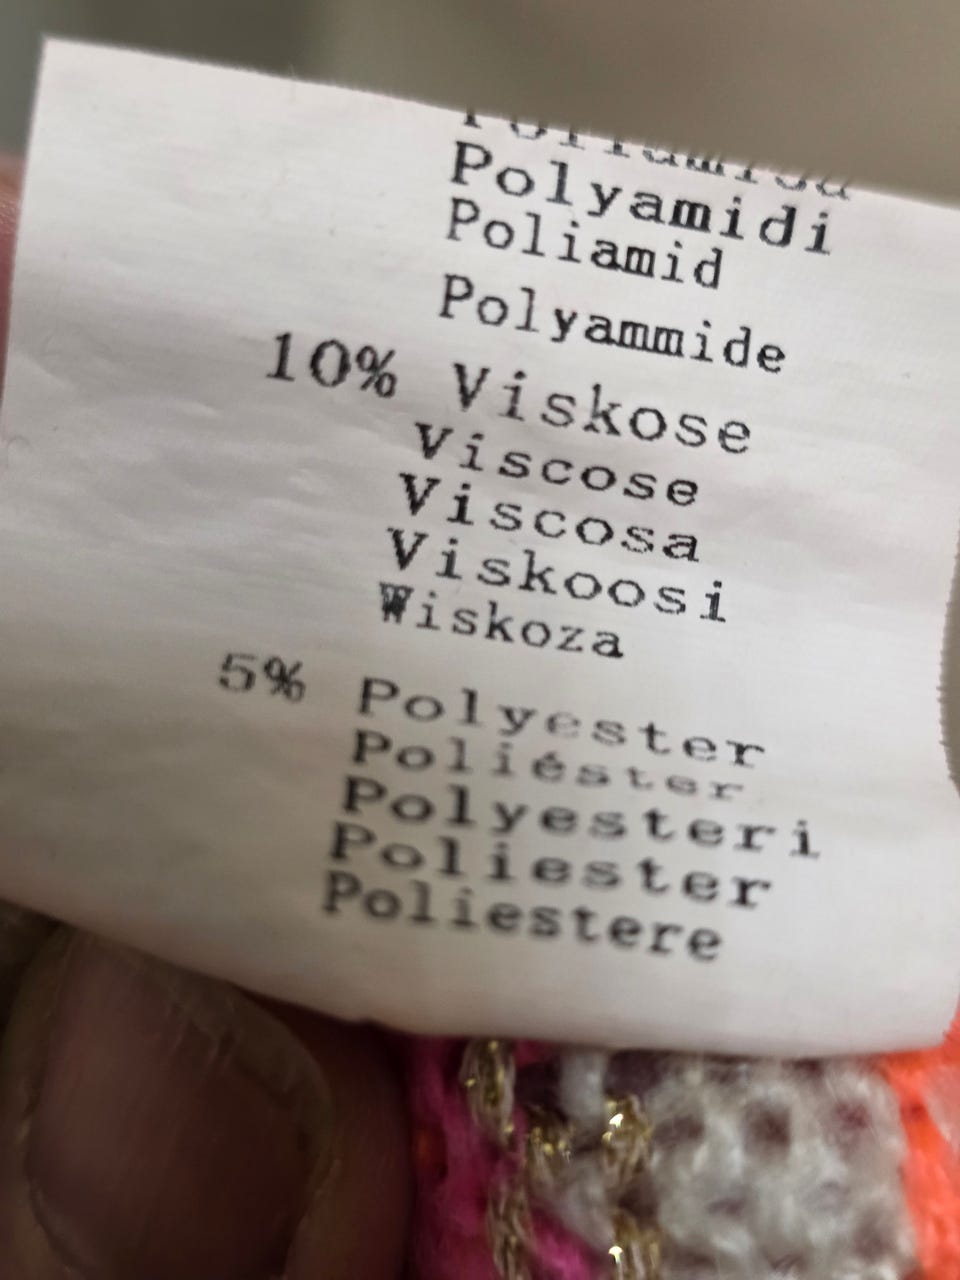 Polyamidi
Poliamid
Polyammide
10% Viskose
Viscose
Viscosa
Viskoosi
Wiskoza
5% Polyester
Poliéster
Polyesteri
Poliester
Poliestere